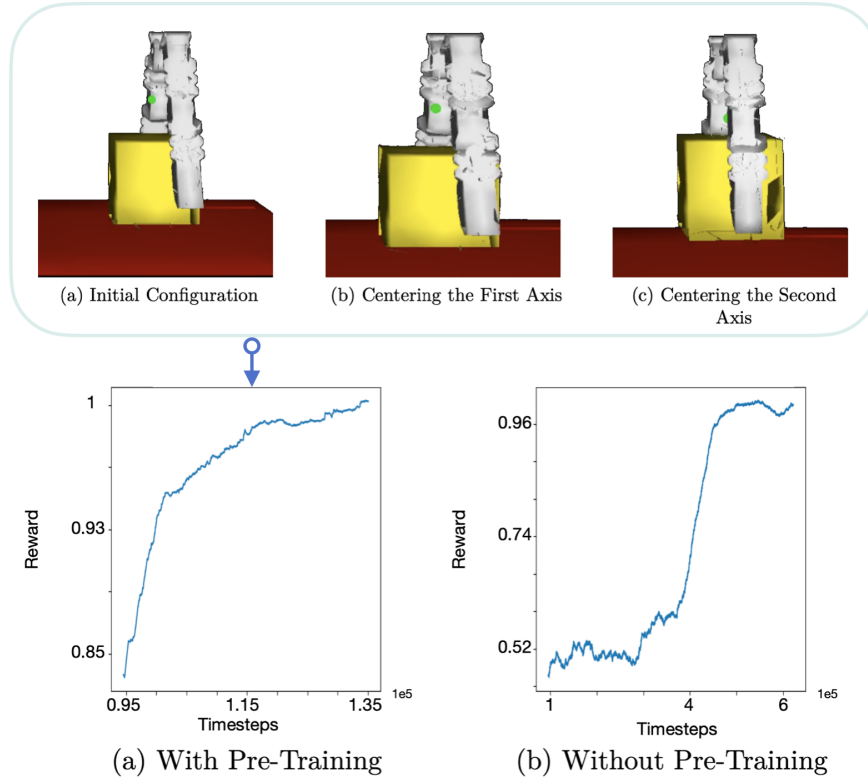 (a) Initial Configuration
(b) Centering the First Axis
(c) Centering the Second
Axis
1
0.93
0.85
Reward
0.95
1.15
1.35
1e5
Timesteps
(a) With Pre-Training
0.96
0.74
0.52
Reward
1
4
6
1e5
Timesteps
(b) Without Pre-Training